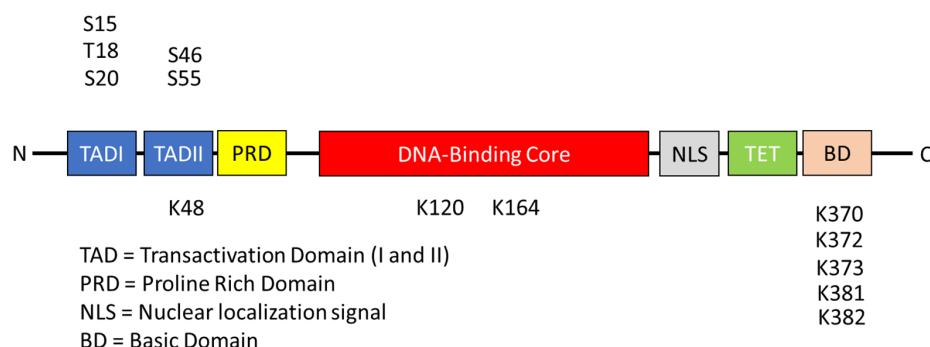 S15
T18
S20
S46
S55
N
TADI
TADII
PRD
DNA-Binding Core
NLS
TET
BD
C
K48
K120
K164
K370
K372
K373
K381
K382
TAD = Transactivation Domain (I and II)
PRD = Proline Rich Domain
NLS = Nuclear localization signal
BD = Basic Domain